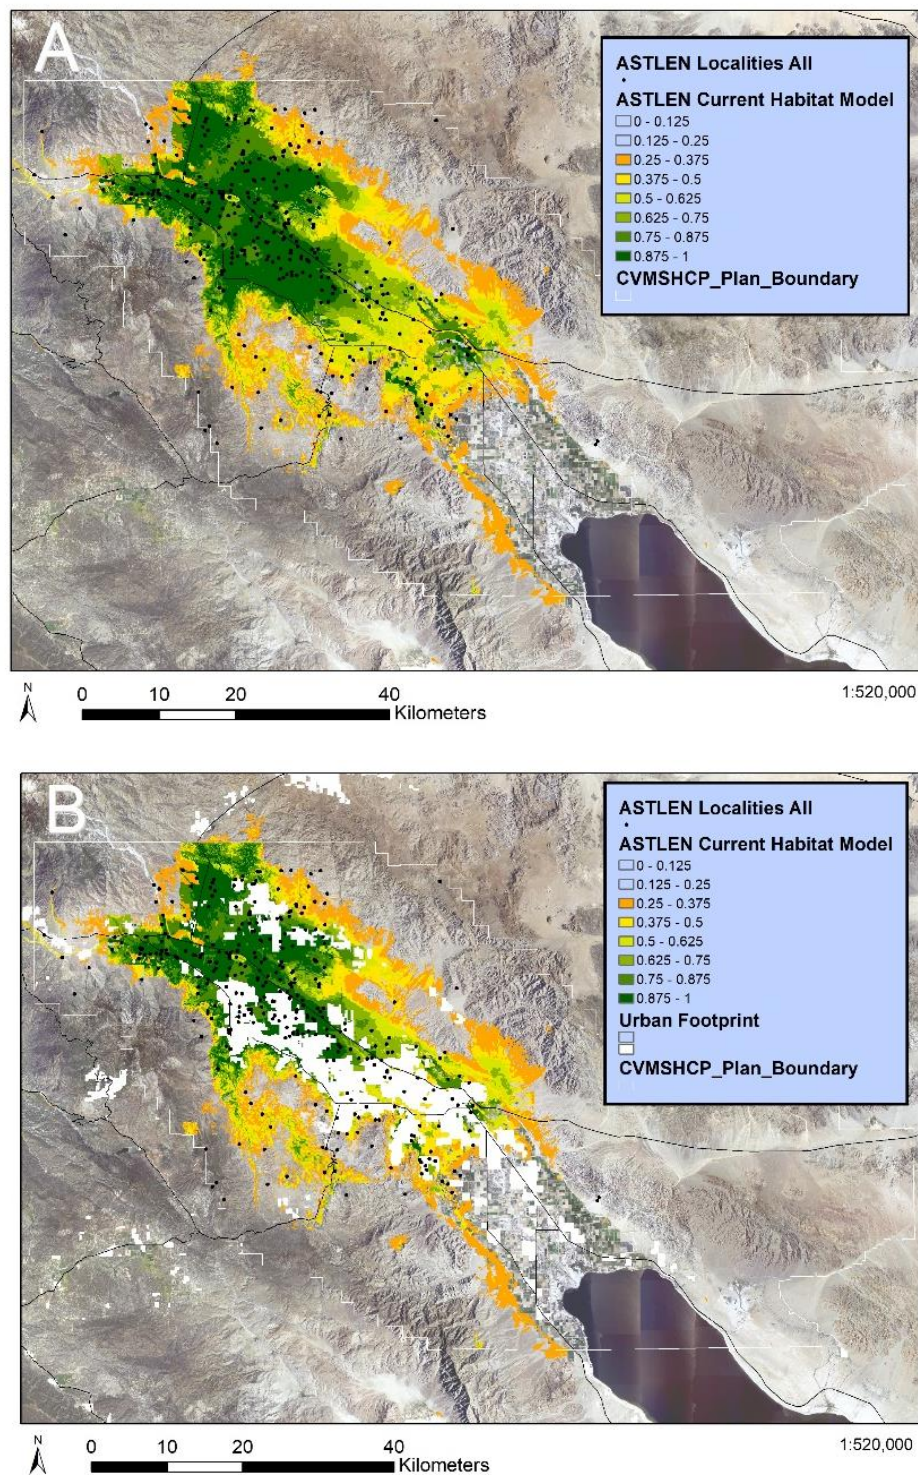 A
ASTLEN Localities All
ASTLEN Current Habitat Model
0 - 0.125
0.125 - 0.25
0.25 - 0.375
0.375 - 0.5
0.5 - 0.625
0.625 - 0.75
0.75 - 0.875
0.875 - 1
CVMSHCP_Plan_Boundary
N
0 10 20 40
Kilometers
1:520,000
B
ASTLEN Localities All
ASTLEN Current Habitat Model
0 - 0.125
0.125 - 0.25
0.25 - 0.375
0.375 - 0.5
0.5 - 0.625
0.625 - 0.75
0.75 - 0.875
0.875 - 1
Urban Footprint
CVMSHCP_Plan_Boundary
N
0 10 20 40
Kilometers
1:520,000